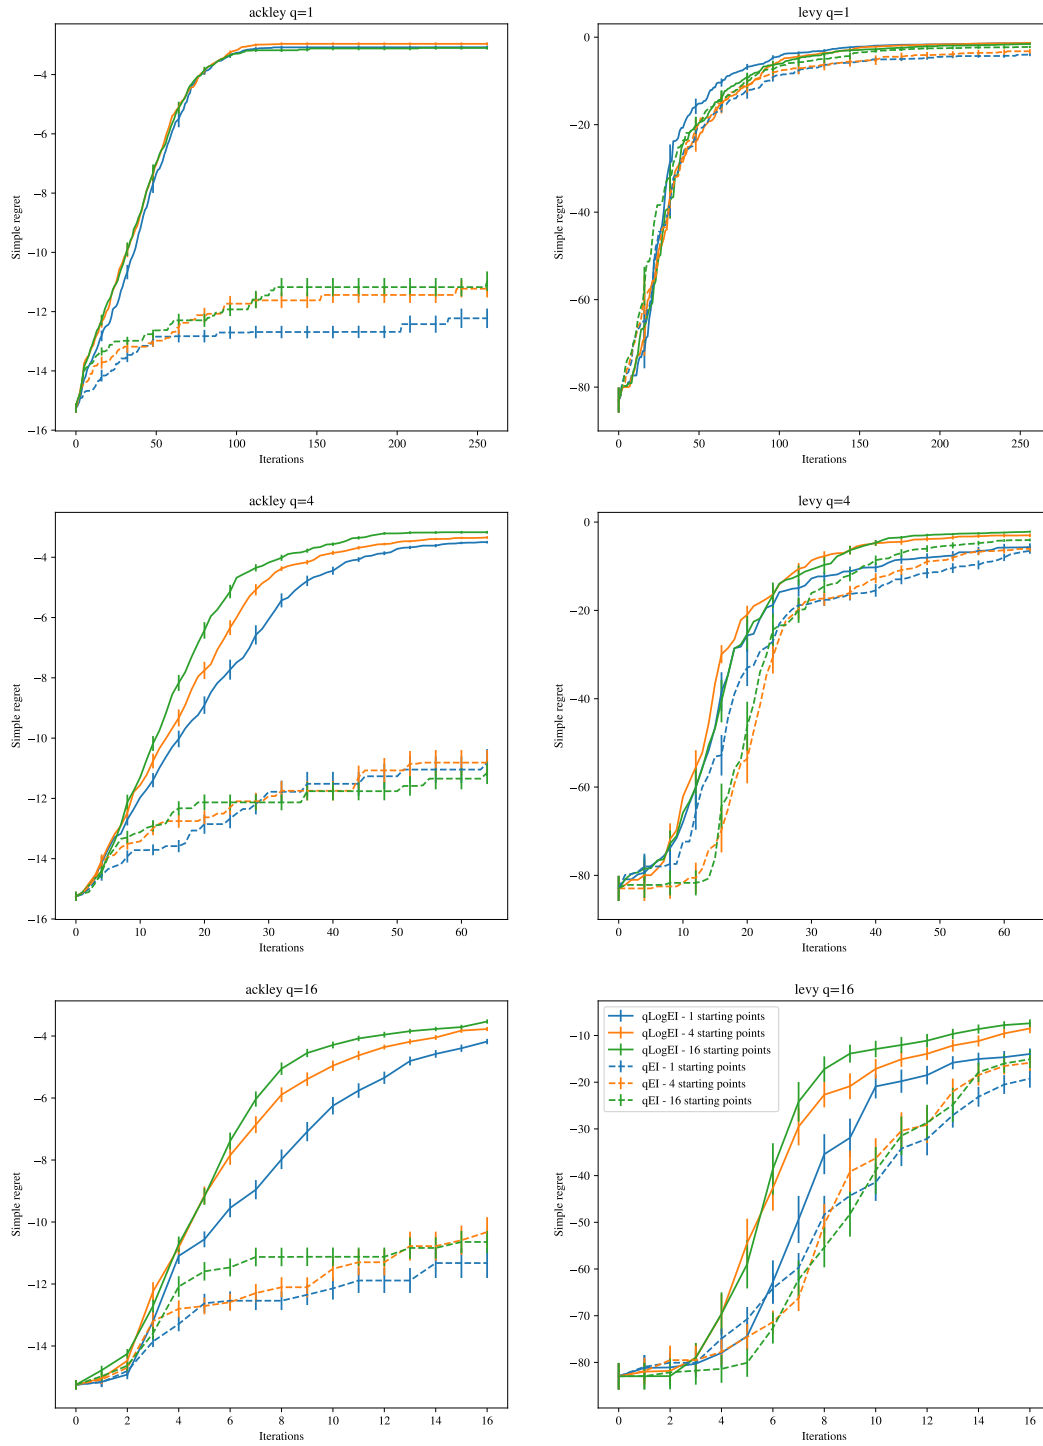 ackley q=1
−4
−6
−8
−10
−12
−14
−16
Simple regret
0 50 100 150 200 250
Iterations
levy q=1
0
−20
−40
−60
−80
Simple regret
0 50 100 150 200 250
Iterations
ackley q=4
−4
−6
−8
−10
−12
−14
−16
Simple regret
0 10 20 30 40 50 60
Iterations
levy q=4
0
−20
−40
−60
−80
Simple regret
0 10 20 30 40 50 60
Iterations
ackley q=16
−4
−6
−8
−10
−12
−14
Simple regret
0 2 4 6 8 10 12 14 16
Iterations
levy q=16
qLogEI - 1 starting points
qLogEI - 4 starting points
qLogEI - 16 starting points
qEI - 1 starting points
qEI - 4 starting points
qEI - 16 starting points
−10
−20
−30
−40
−50
−60
−70
−80
Simple regret
0 2 4 6 8 10 12 14 16
Iterations